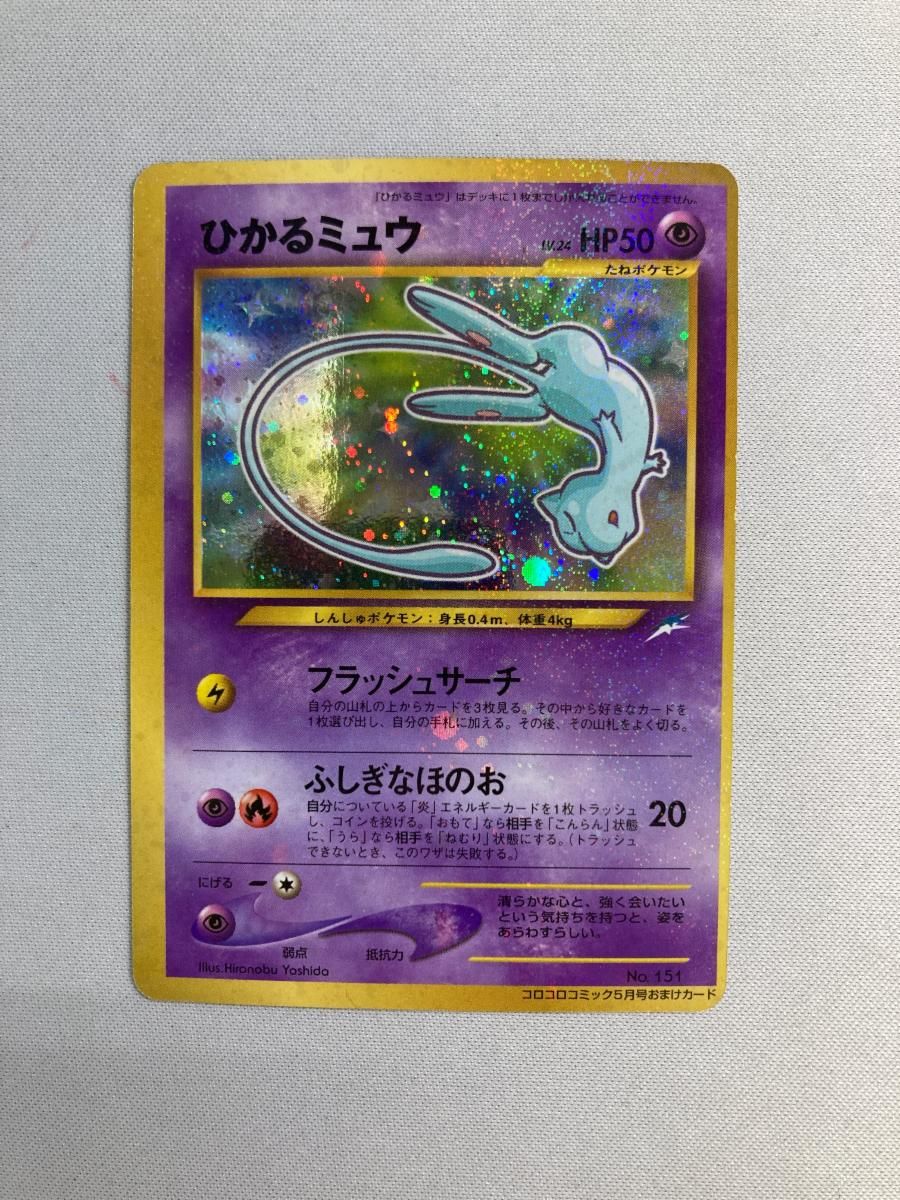 「ひかるミュウ」はデッキに1枚までしか入れることができません。
ひかるミュウ LV.24 HP50
たねポケモン
しんしゅポケモン：身長0.4m、体重4kg
フラッシュサーチ
自分の山札の上からカードを3枚見る。その中から好きなカードを
1枚選び出し、自分の手札に加える。その後、その山札をよく切る。
ふしぎなほのお 20
自分についている「炎」エネルギーカードを1枚トラッシュ
し、コインを投げる。「おもて」なら相手を「こんらん」状態
に、「うら」なら相手を「ねむり」状態にする。（トラッシュ
できないとき、このワザは失敗する。）
にげる
弱点 抵抗力
清らかな心と、強く会いたい
という気持ちを持つと、姿を
あらわすらしい。
Illus.Hironobu Yoshida No. 151
コロコロコミック5月号おまけカード